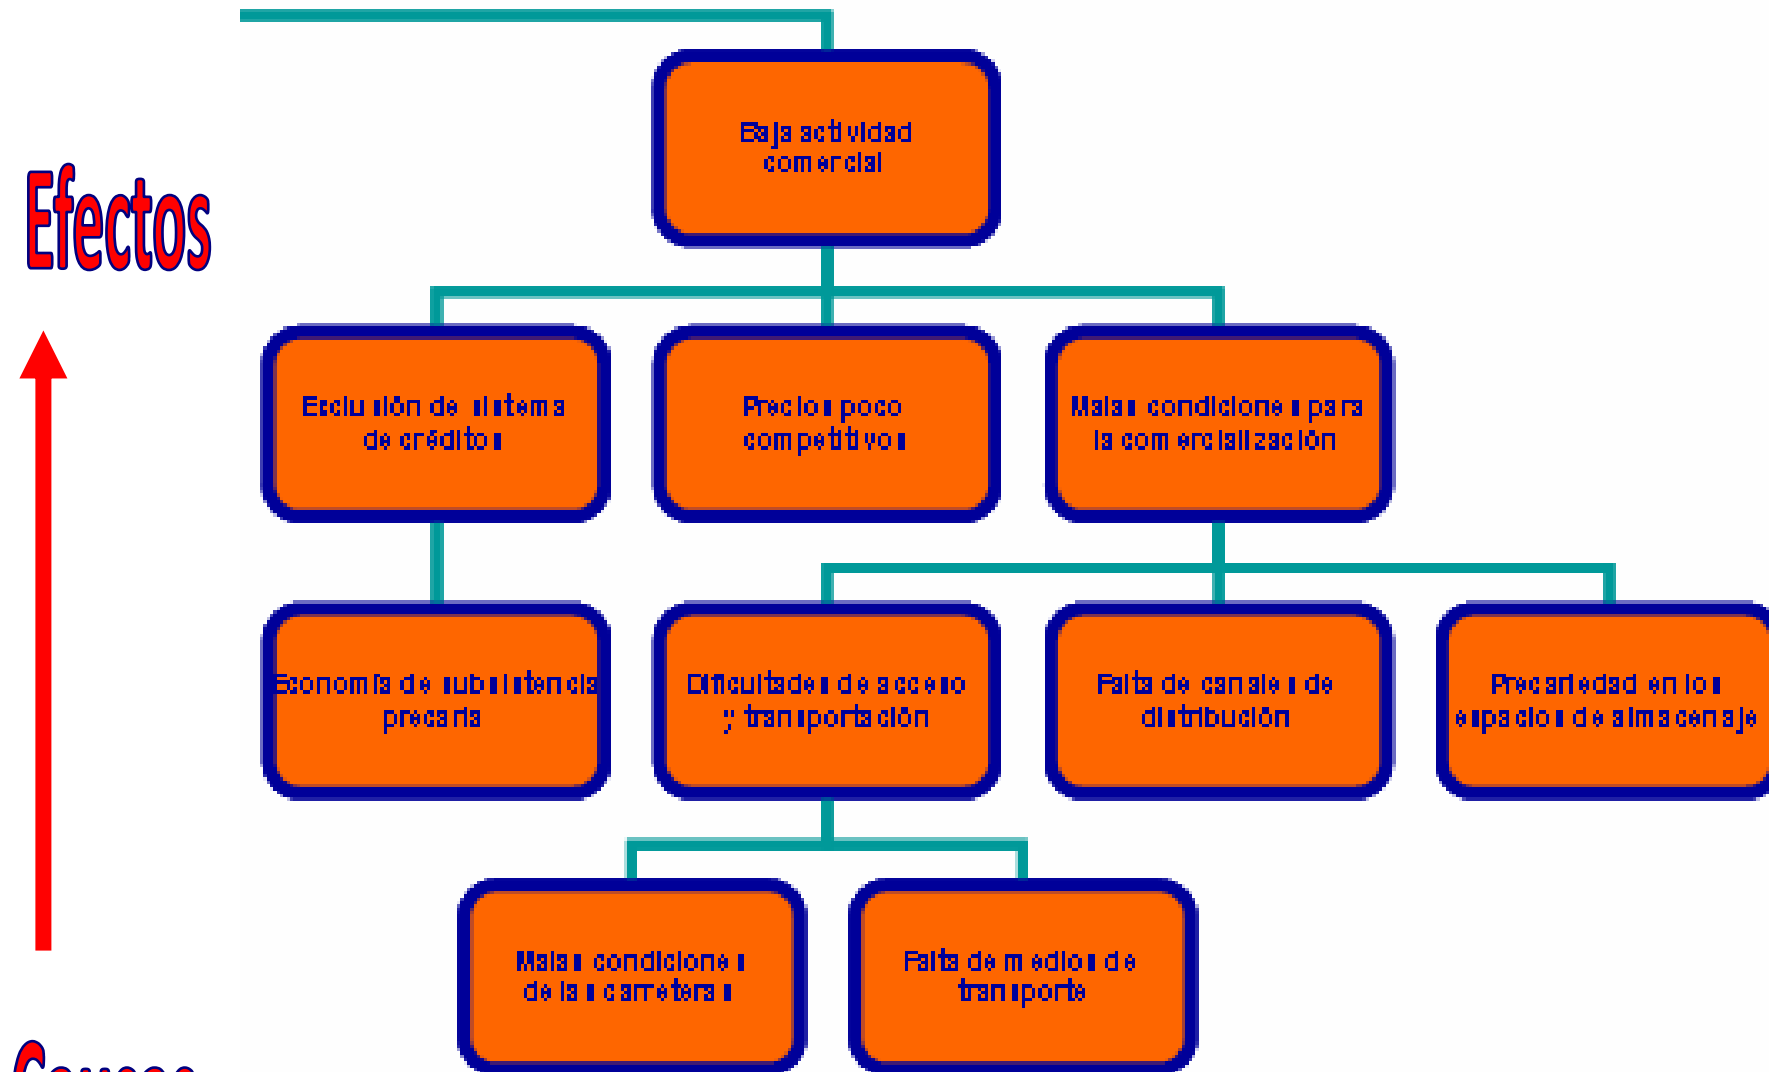 Baja actividad
comercial
Efectos
Exclusión de sistema
de créditos
Precios poco
competitivos
Malas condiciones para
la comercialización
Economía de subsistencia
precaria
Dificultades de acceso
y transportación
Falta de canales de
distribución
Precariedad en los
espacios de almacenaje
Malas condiciones
de las carreteras
Falta de medios de
transporte
Causas